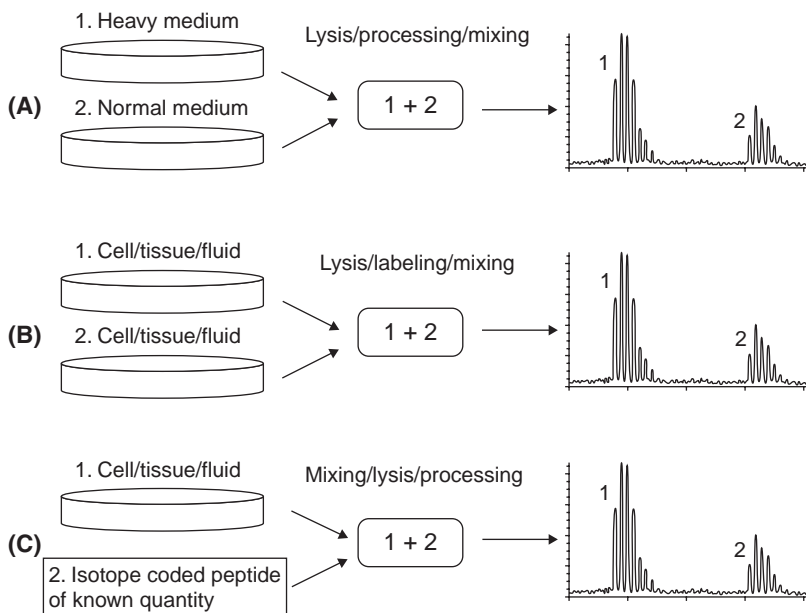 1. Heavy medium
Lysis/processing/mixing
(A)
2. Normal medium
1 + 2
1
2
1. Cell/tissue/fluid
Lysis/labeling/mixing
(B)
2. Cell/tissue/fluid
1 + 2
1
2
1. Cell/tissue/fluid
Mixing/lysis/processing
(C)
2. Isotope coded peptide
of known quantity
1 + 2
1
2